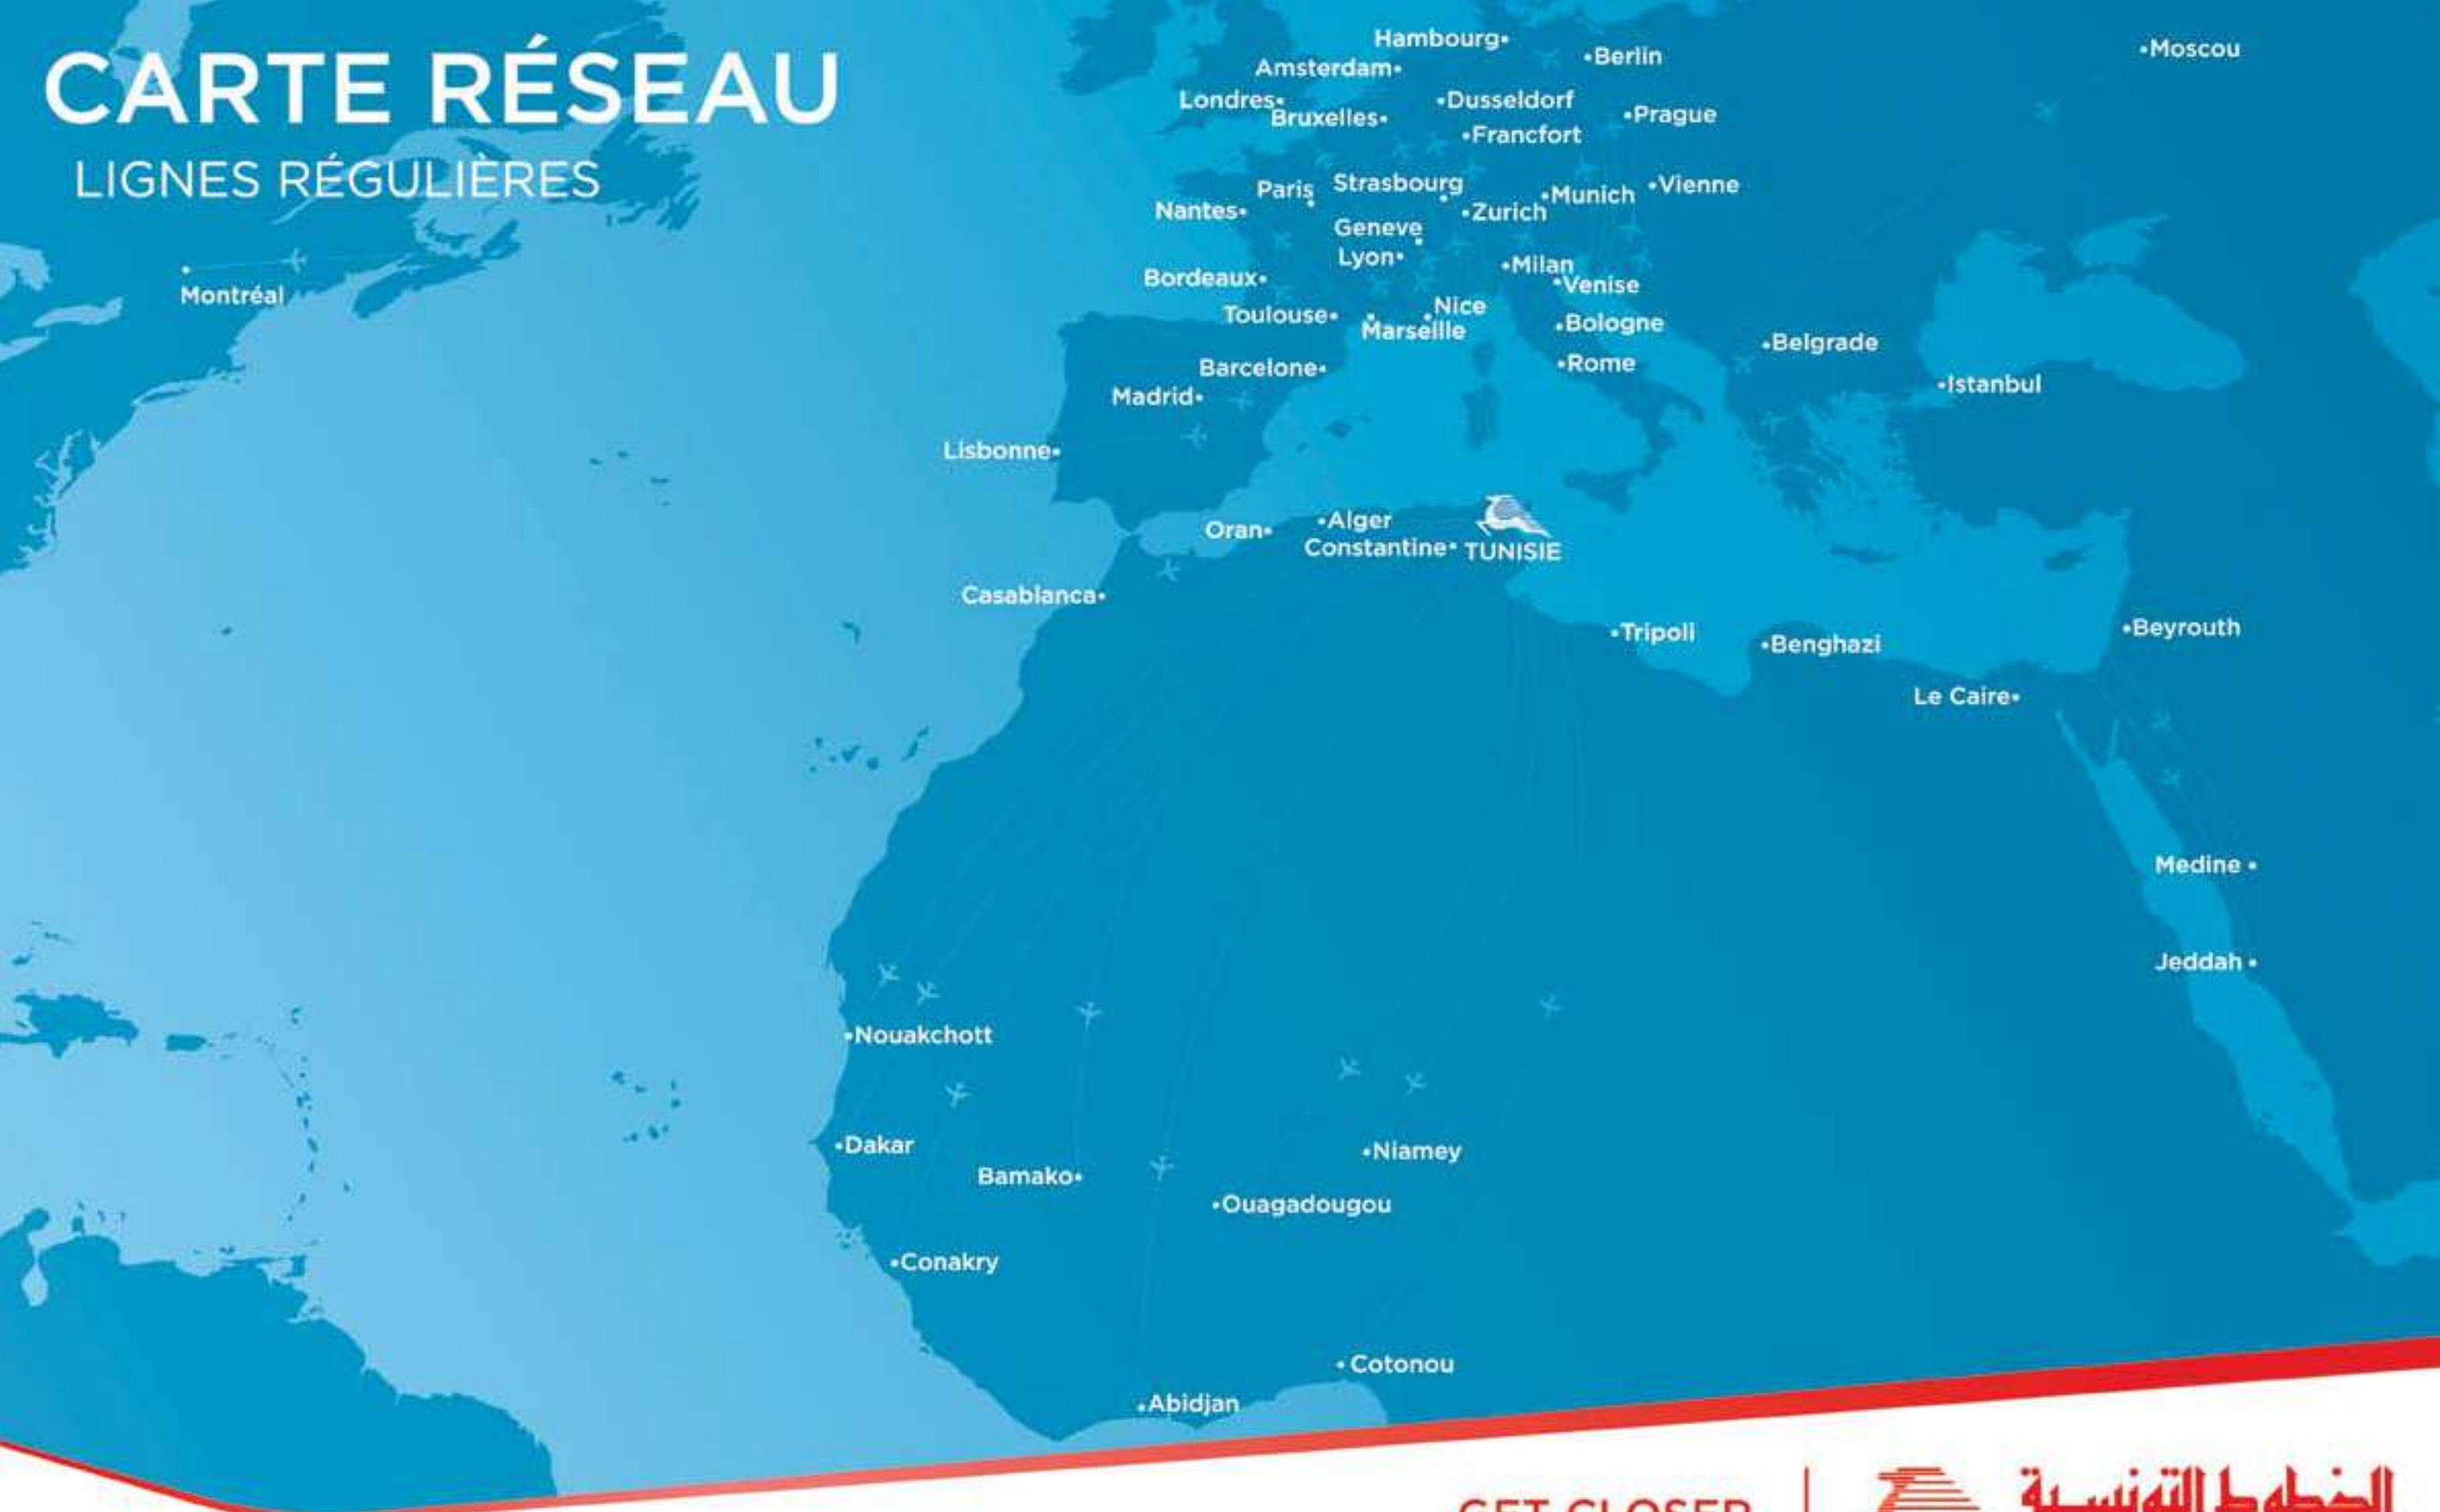 CARTE RÉSEAU
LIGNES RÉGULIÈRES
Hambourg
Berlin
Moscou
Amsterdam
Londres
Dusseldorf
Bruxelles
Prague
Francfort
Paris
Strasbourg
Munich
Vienne
Nantes
Zurich
Geneve
Lyon
Milan
Bordeaux
Venise
Montréal
Toulouse
Nice
Marseille
Bologne
Belgrade
Barcelone
Rome
Istanbul
Madrid
Lisbonne
Oran
Alger
Constantine
TUNISIE
Casablanca
Tripoli
Benghazi
Beyrouth
Le Caire
Medine
Jeddah
Nouakchott
Dakar
Niamey
Bamako
Ouagadougou
Conakry
Cotonou
Abidjan
GET CLOSER
الخطوط التونسية